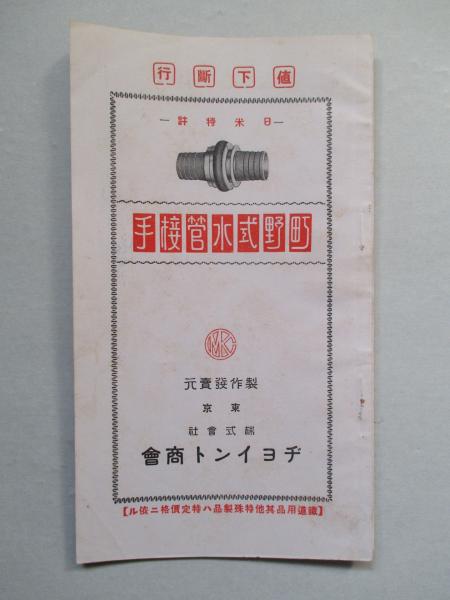 値下斷行
―日米特許―
町野式水管接手
製作發賣元
東京
株式會社
ヂヨイント商會
【鐵道用品其他特殊製品ハ特定價格ニ依ル】